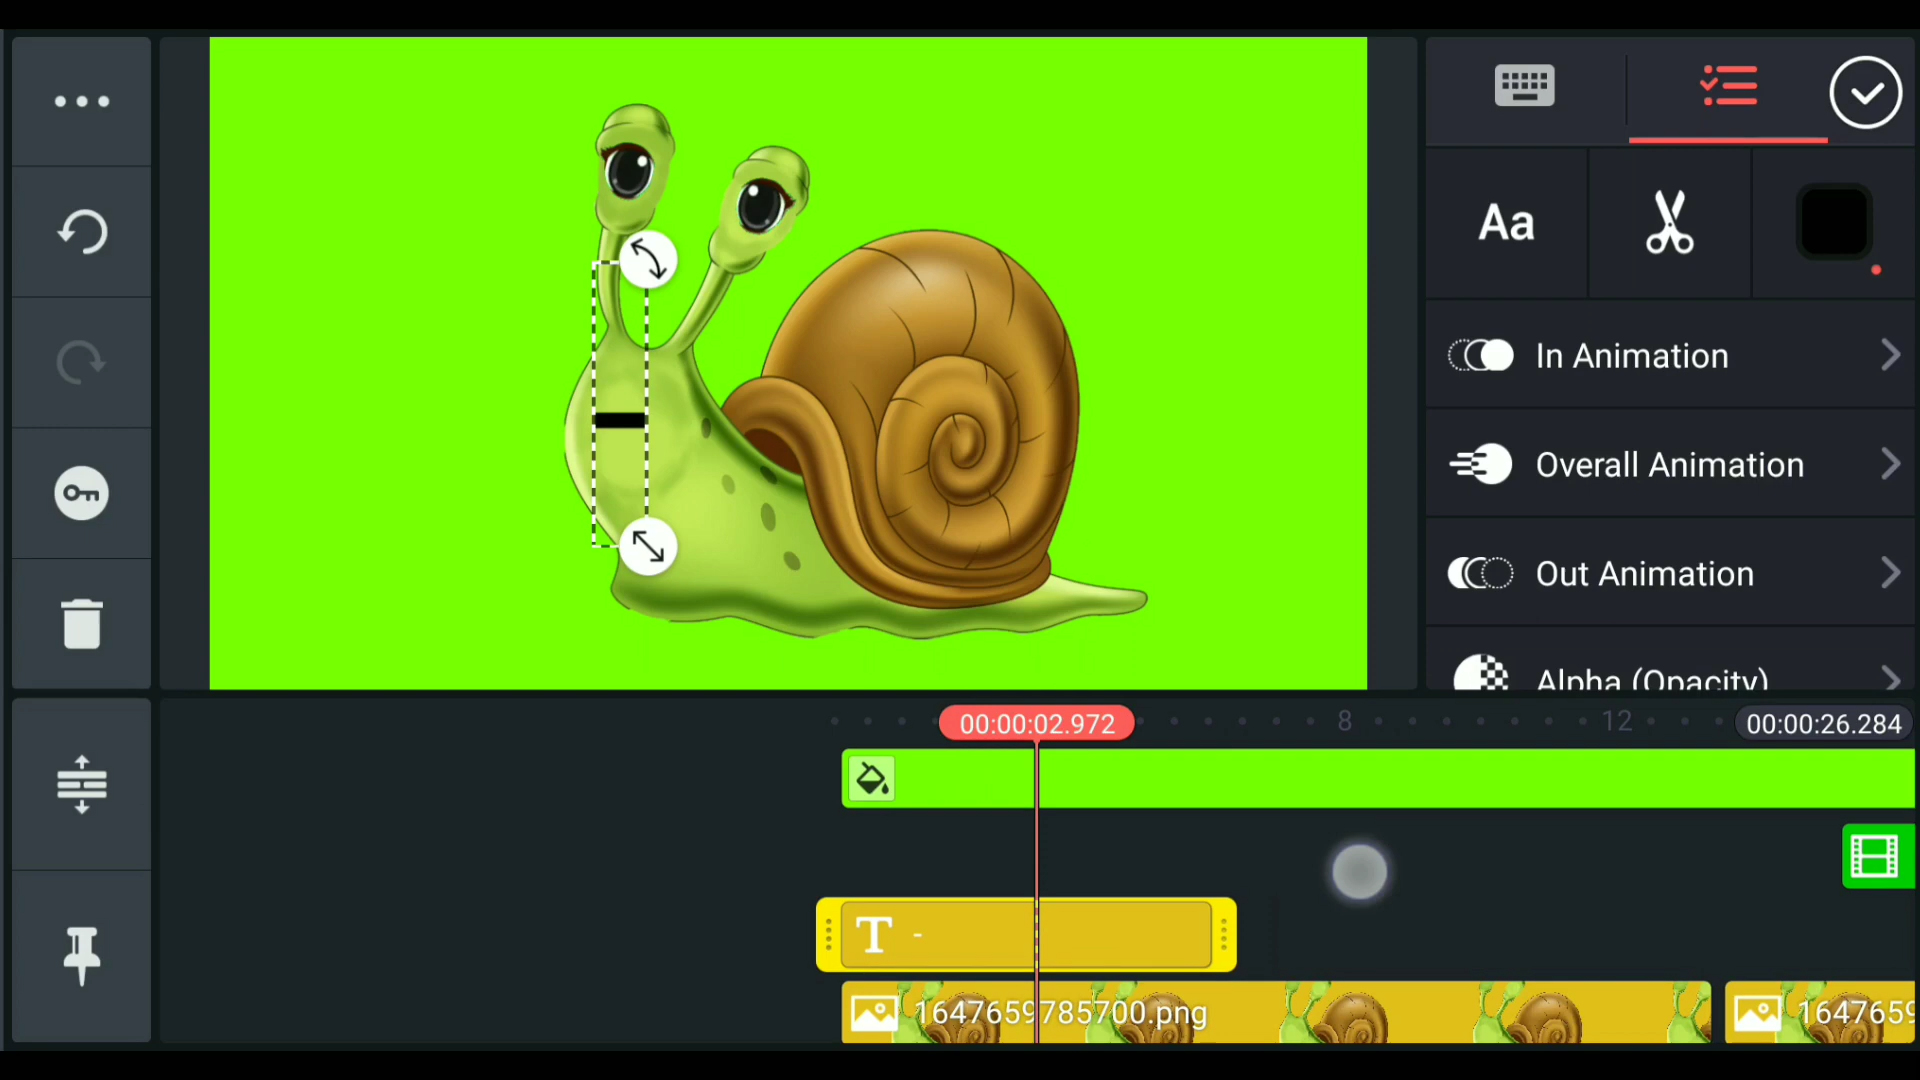 Aa
In Animation
Overall Animation
Out Animation
Alpha (Opacity)
00:00:02.972
8
12
00:00:26.284
T -
1647659785700.png
1647659